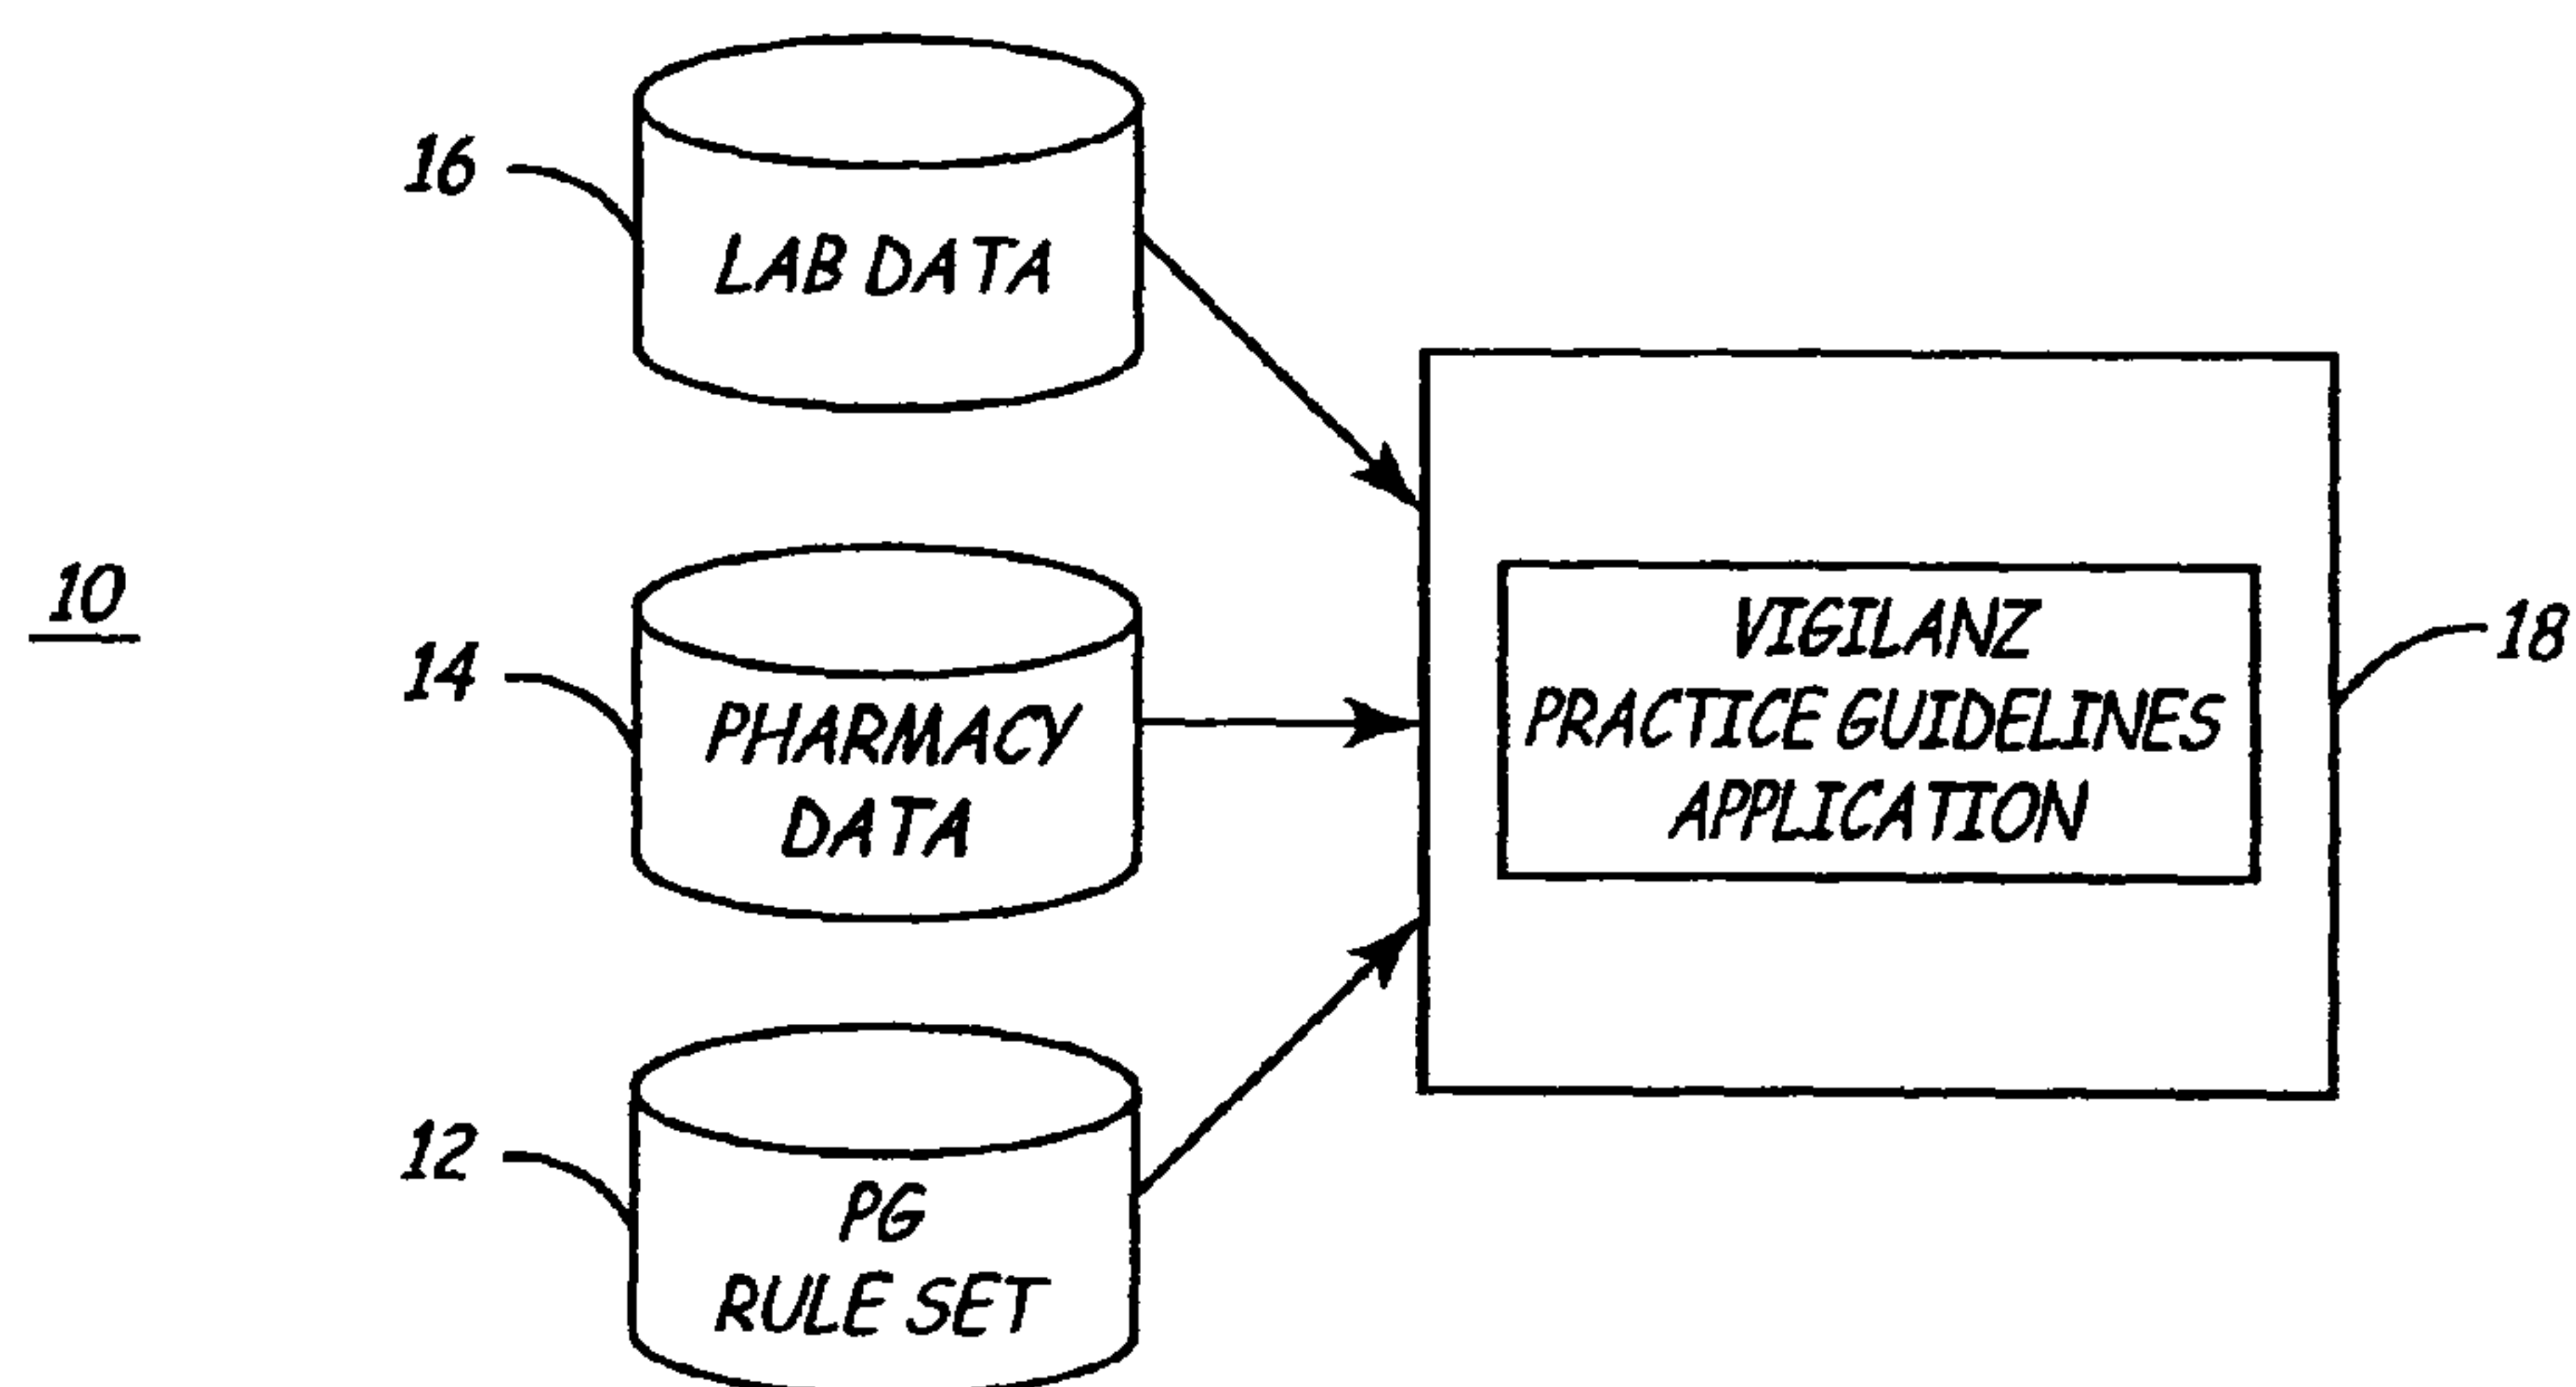 16
LAB DATA
10
14
PHARMACY
DATA
VIGILANZ
PRACTICE GUIDELINES
APPLICATION
18
12
PG
RULE SET